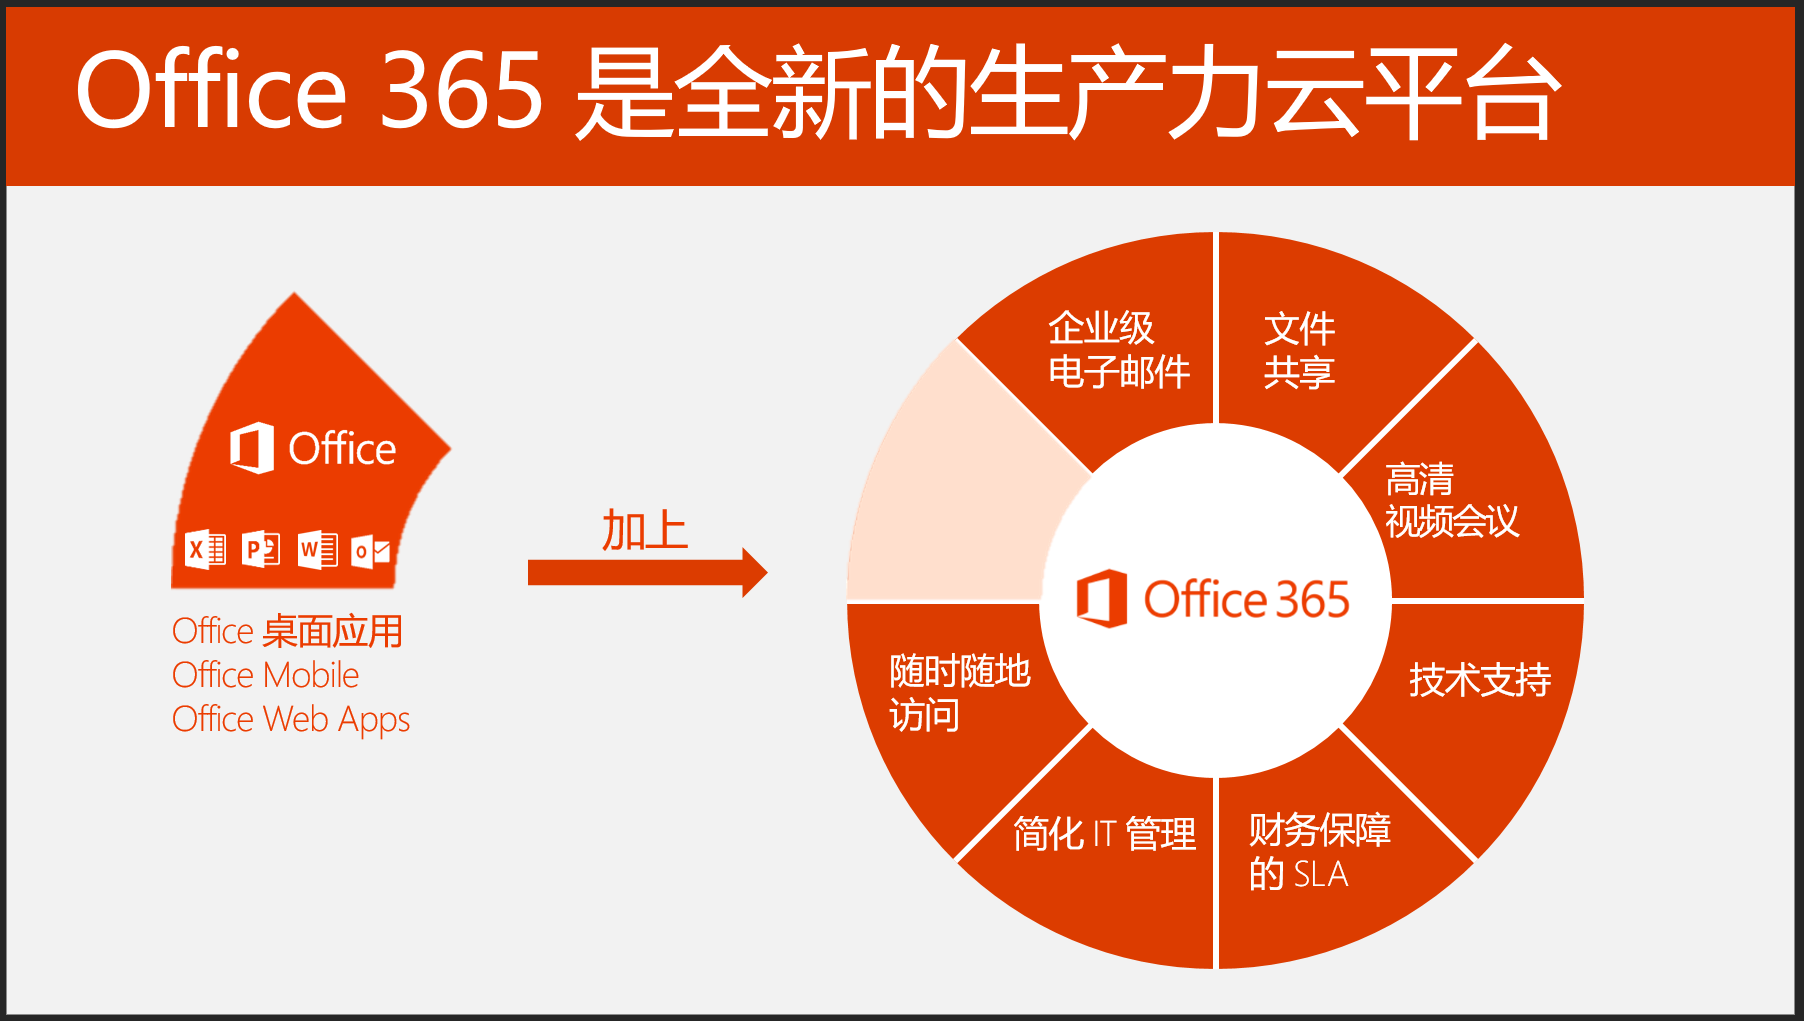 Office 365 是全新的生产力云平台
Office
Office 桌面应用
Office Mobile
Office Web Apps
加上
企业级
电子邮件
文件
共享
高清
视频会议
技术支持
财务保障
的 SLA
简化 IT 管理
随时随地
访问
Office 365